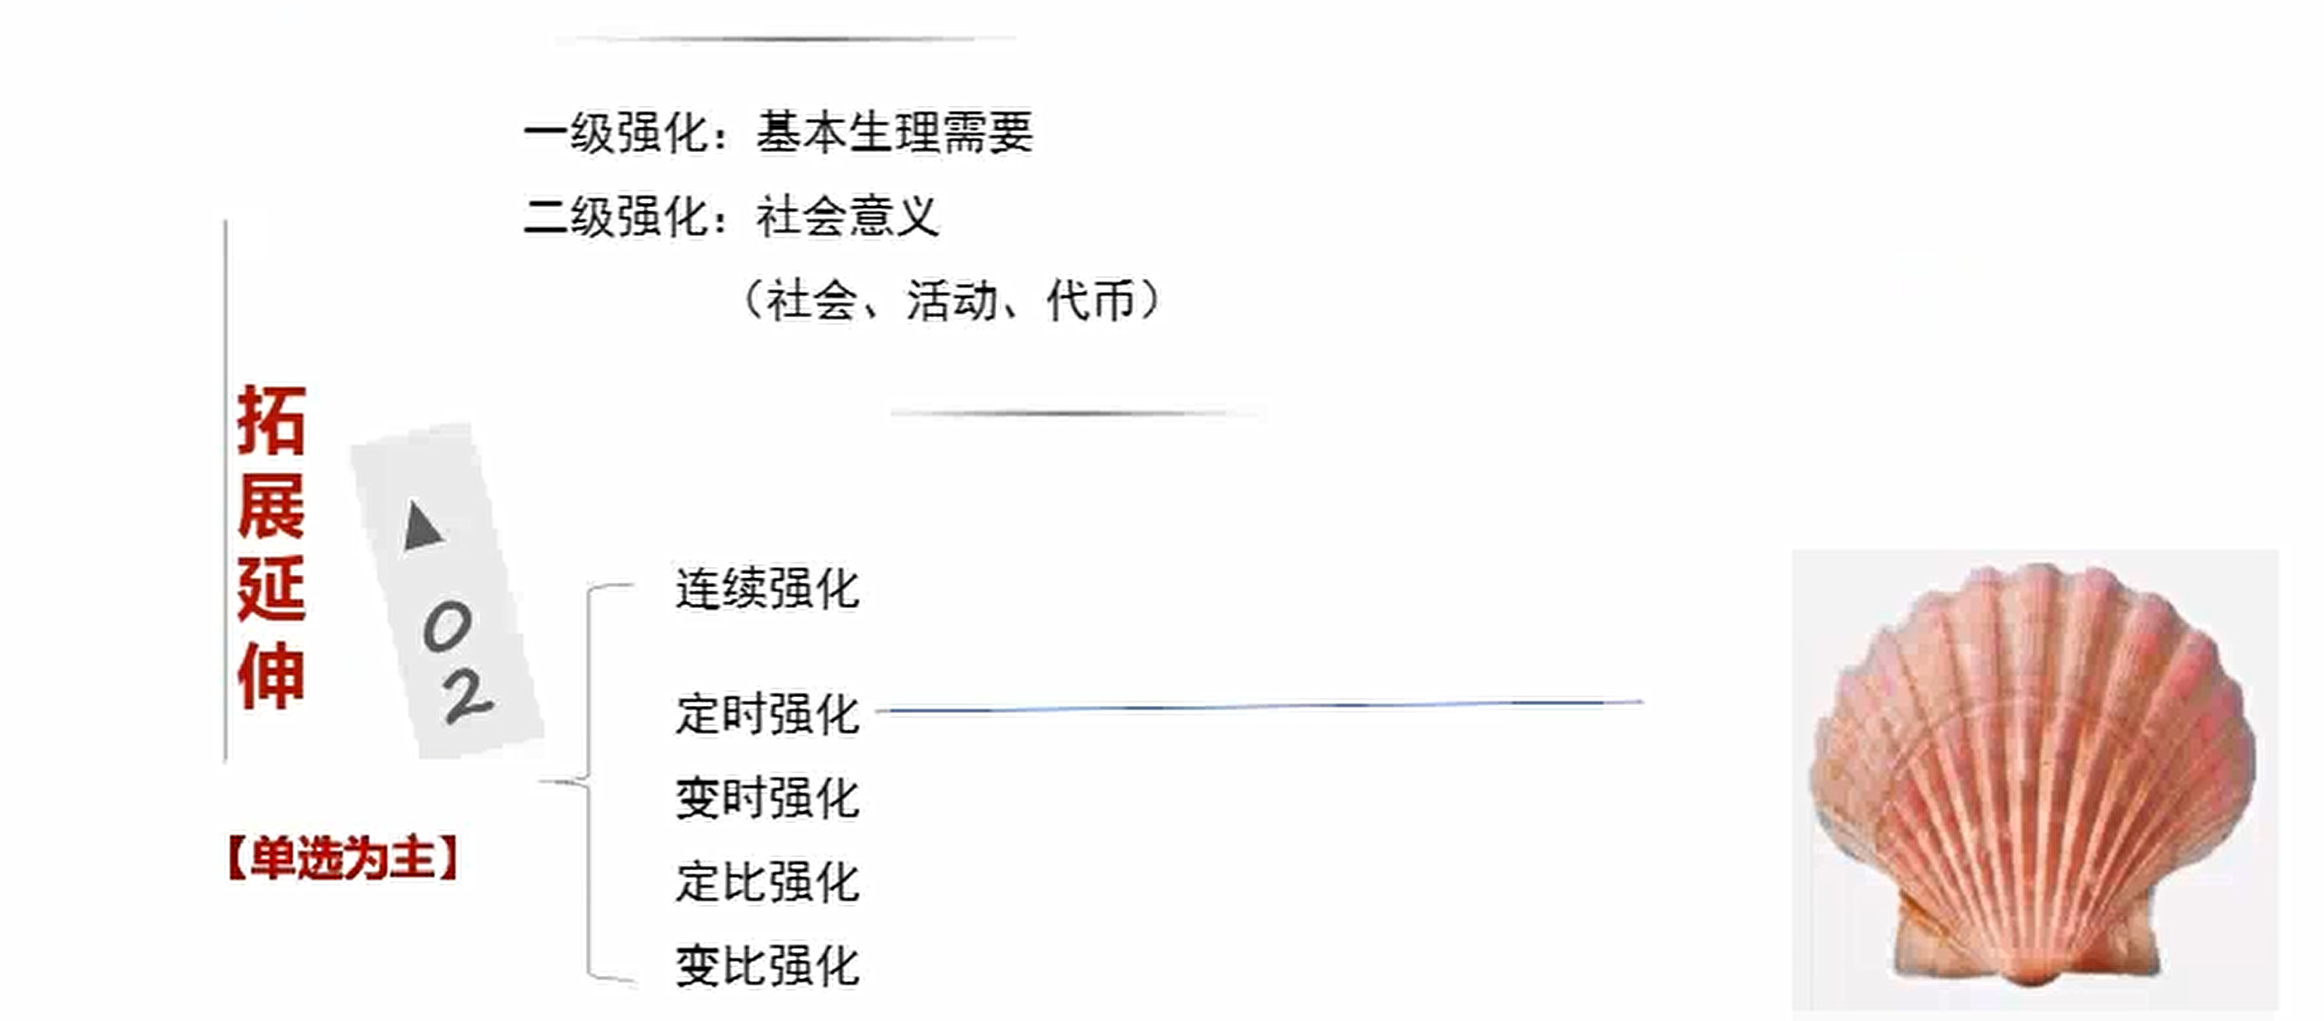 一级强化：基本生理需要
二级强化：社会意义
（社会、活动、代币）
拓展延伸
02
连续强化
定时强化
变时强化
定比强化
变比强化
【单选为主】